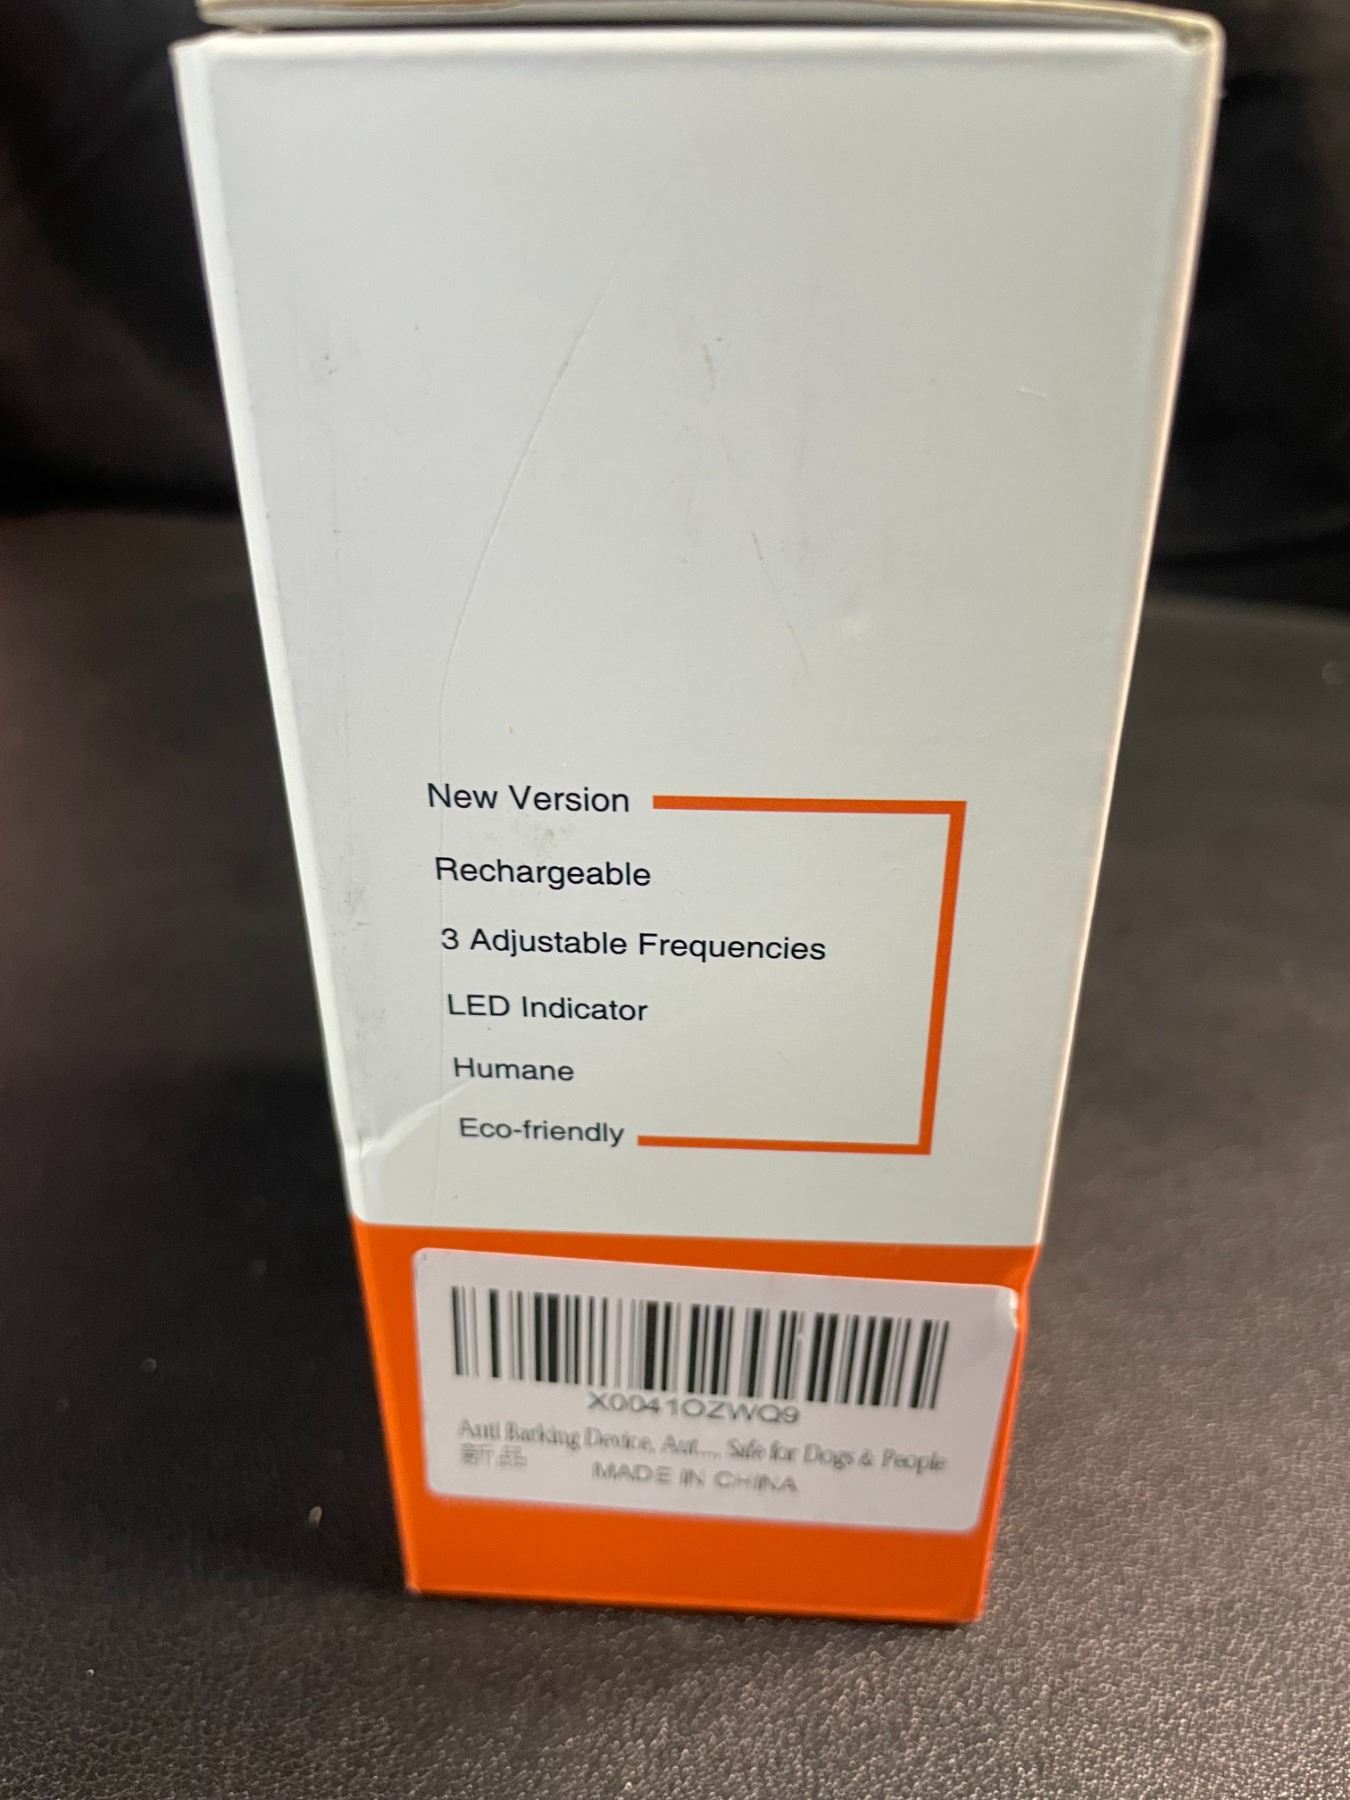 New Version
Rechargeable
3 Adjustable Frequencies
LED Indicator
Humane
Eco-friendly
X0041OZWQ9
Anti Barking Device, Aut.... Safe for Dogs & People
新品
MADE IN CHINA